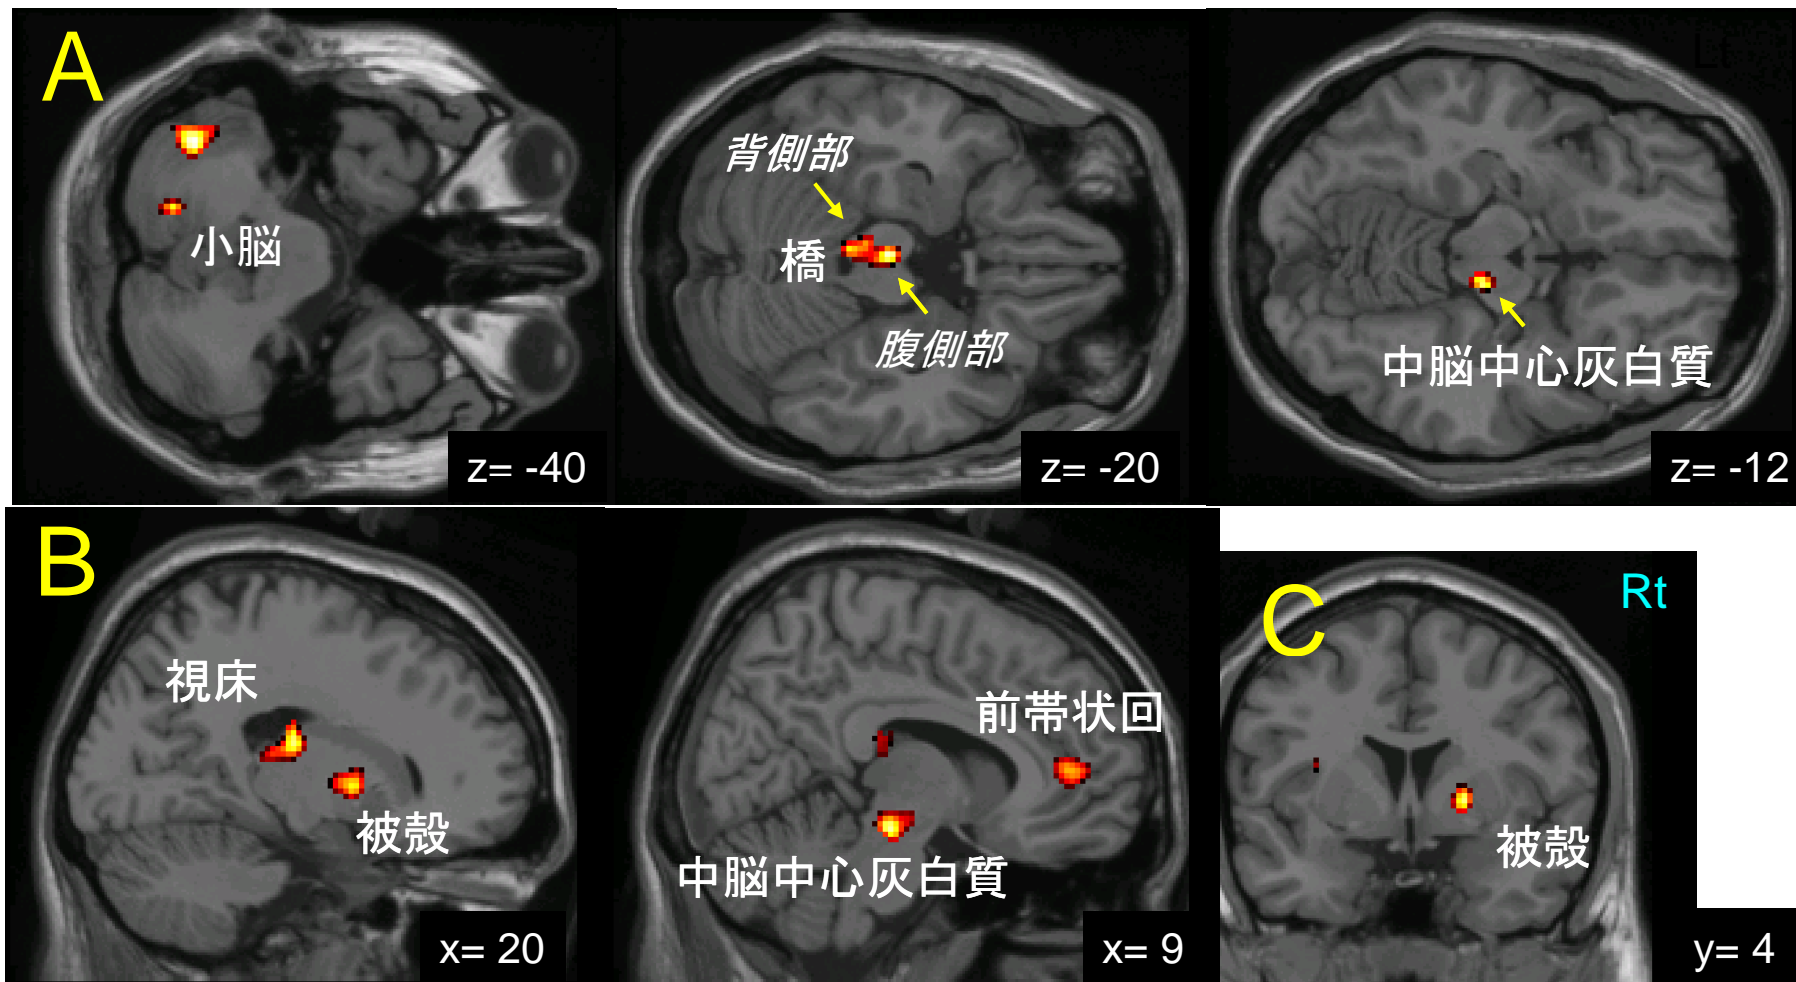 A
Lt
背側部
橋
腹側部
小脳
中脳中心灰白質
z= -40
z= -20
z= -12
B
視床
被殻
x= 20
前帯状回
中脳中心灰白質
x= 9
C
Rt
被殻
y= 4